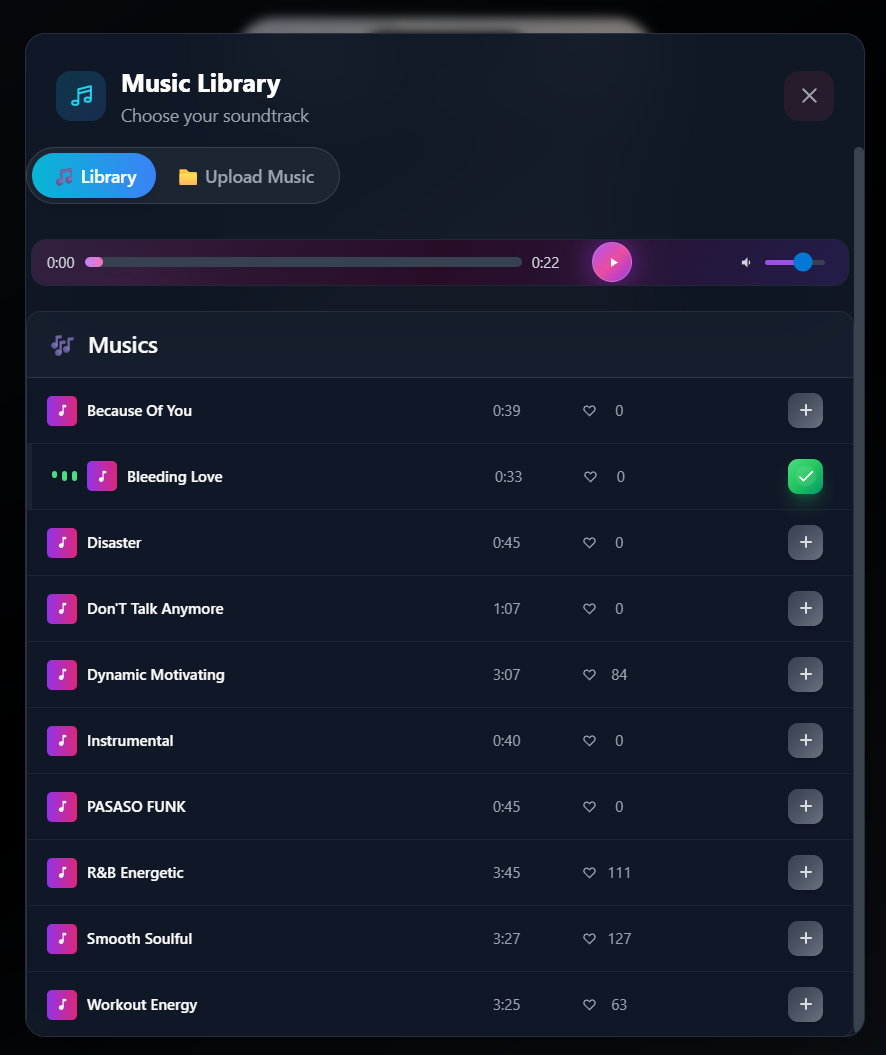 Music Library
Choose your soundtrack
Library Upload Music
0:00 0:22
Musics
Because Of You 0:39 0
Bleeding Love 0:33 0
Disaster 0:45 0
Don'T Talk Anymore 1:07 0
Dynamic Motivating 3:07 84
Instrumental 0:40 0
PASASO FUNK 0:45 0
R&B Energetic 3:45 111
Smooth Soulful 3:27 127
Workout Energy 3:25 63